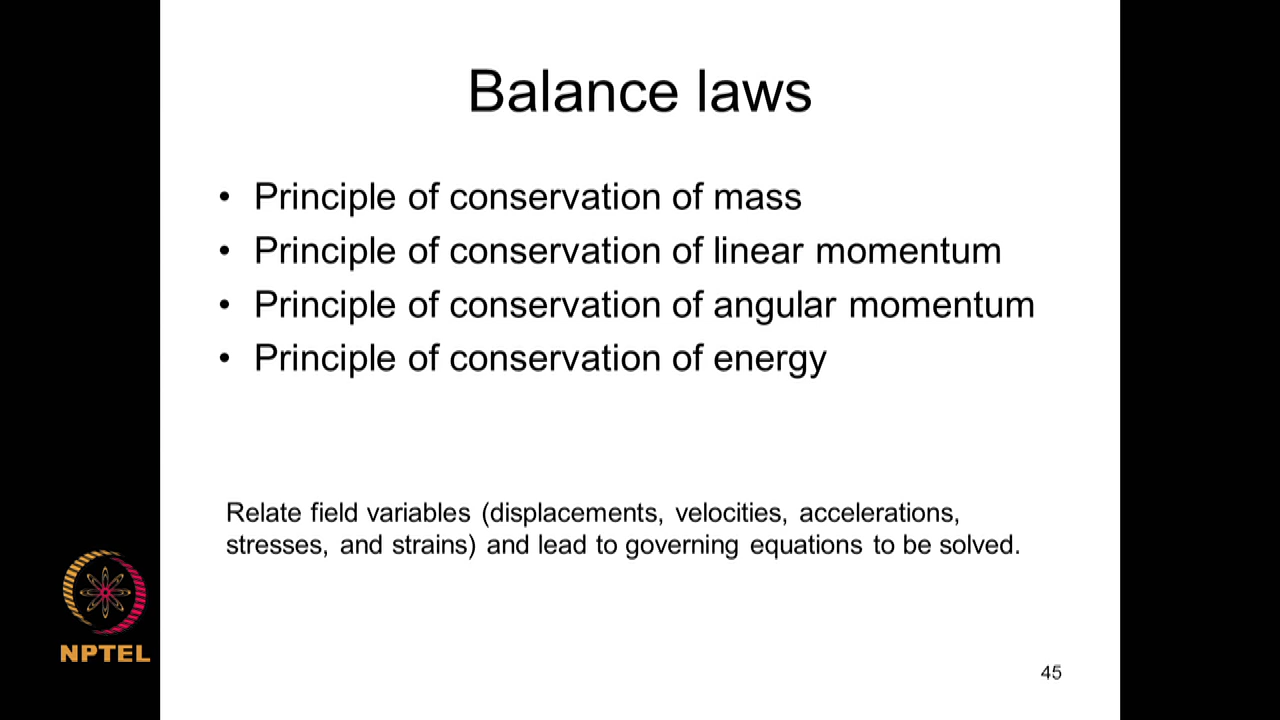 Balance laws
• Principle of conservation of mass
• Principle of conservation of linear momentum
• Principle of conservation of angular momentum
• Principle of conservation of energy
Relate field variables (displacements, velocities, accelerations,
stresses, and strains) and lead to governing equations to be solved.
NPTEL
45